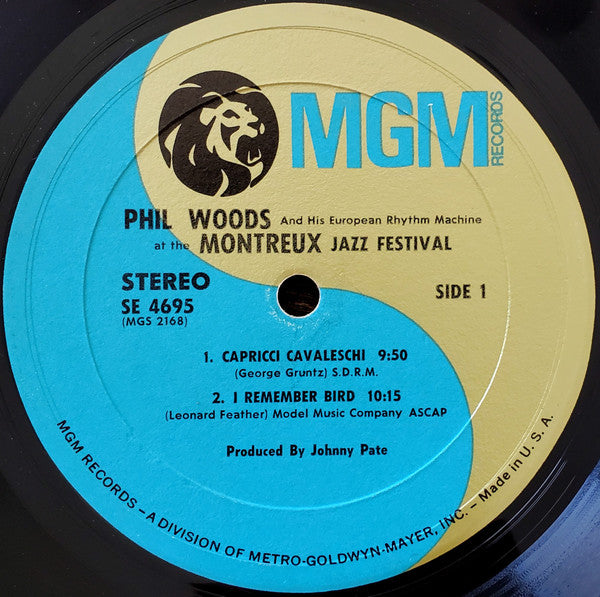 MGM RECORDS
PHIL WOODS And His European Rhythm Machine
at the MONTREUX JAZZ FESTIVAL
STEREO
SE 4695
(MGS 2168)
SIDE 1
1. CAPRICCI CAVALESCHI 9:50
(George Gruntz) S.D.R.M.
2. I REMEMBER BIRD 10:15
(Leonard Feather) Model Music Company ASCAP
Produced By Johnny Pate
MGM RECORDS – A DIVISION OF METRO-GOLDWYN-MAYER, INC. – Made in U. S. A.